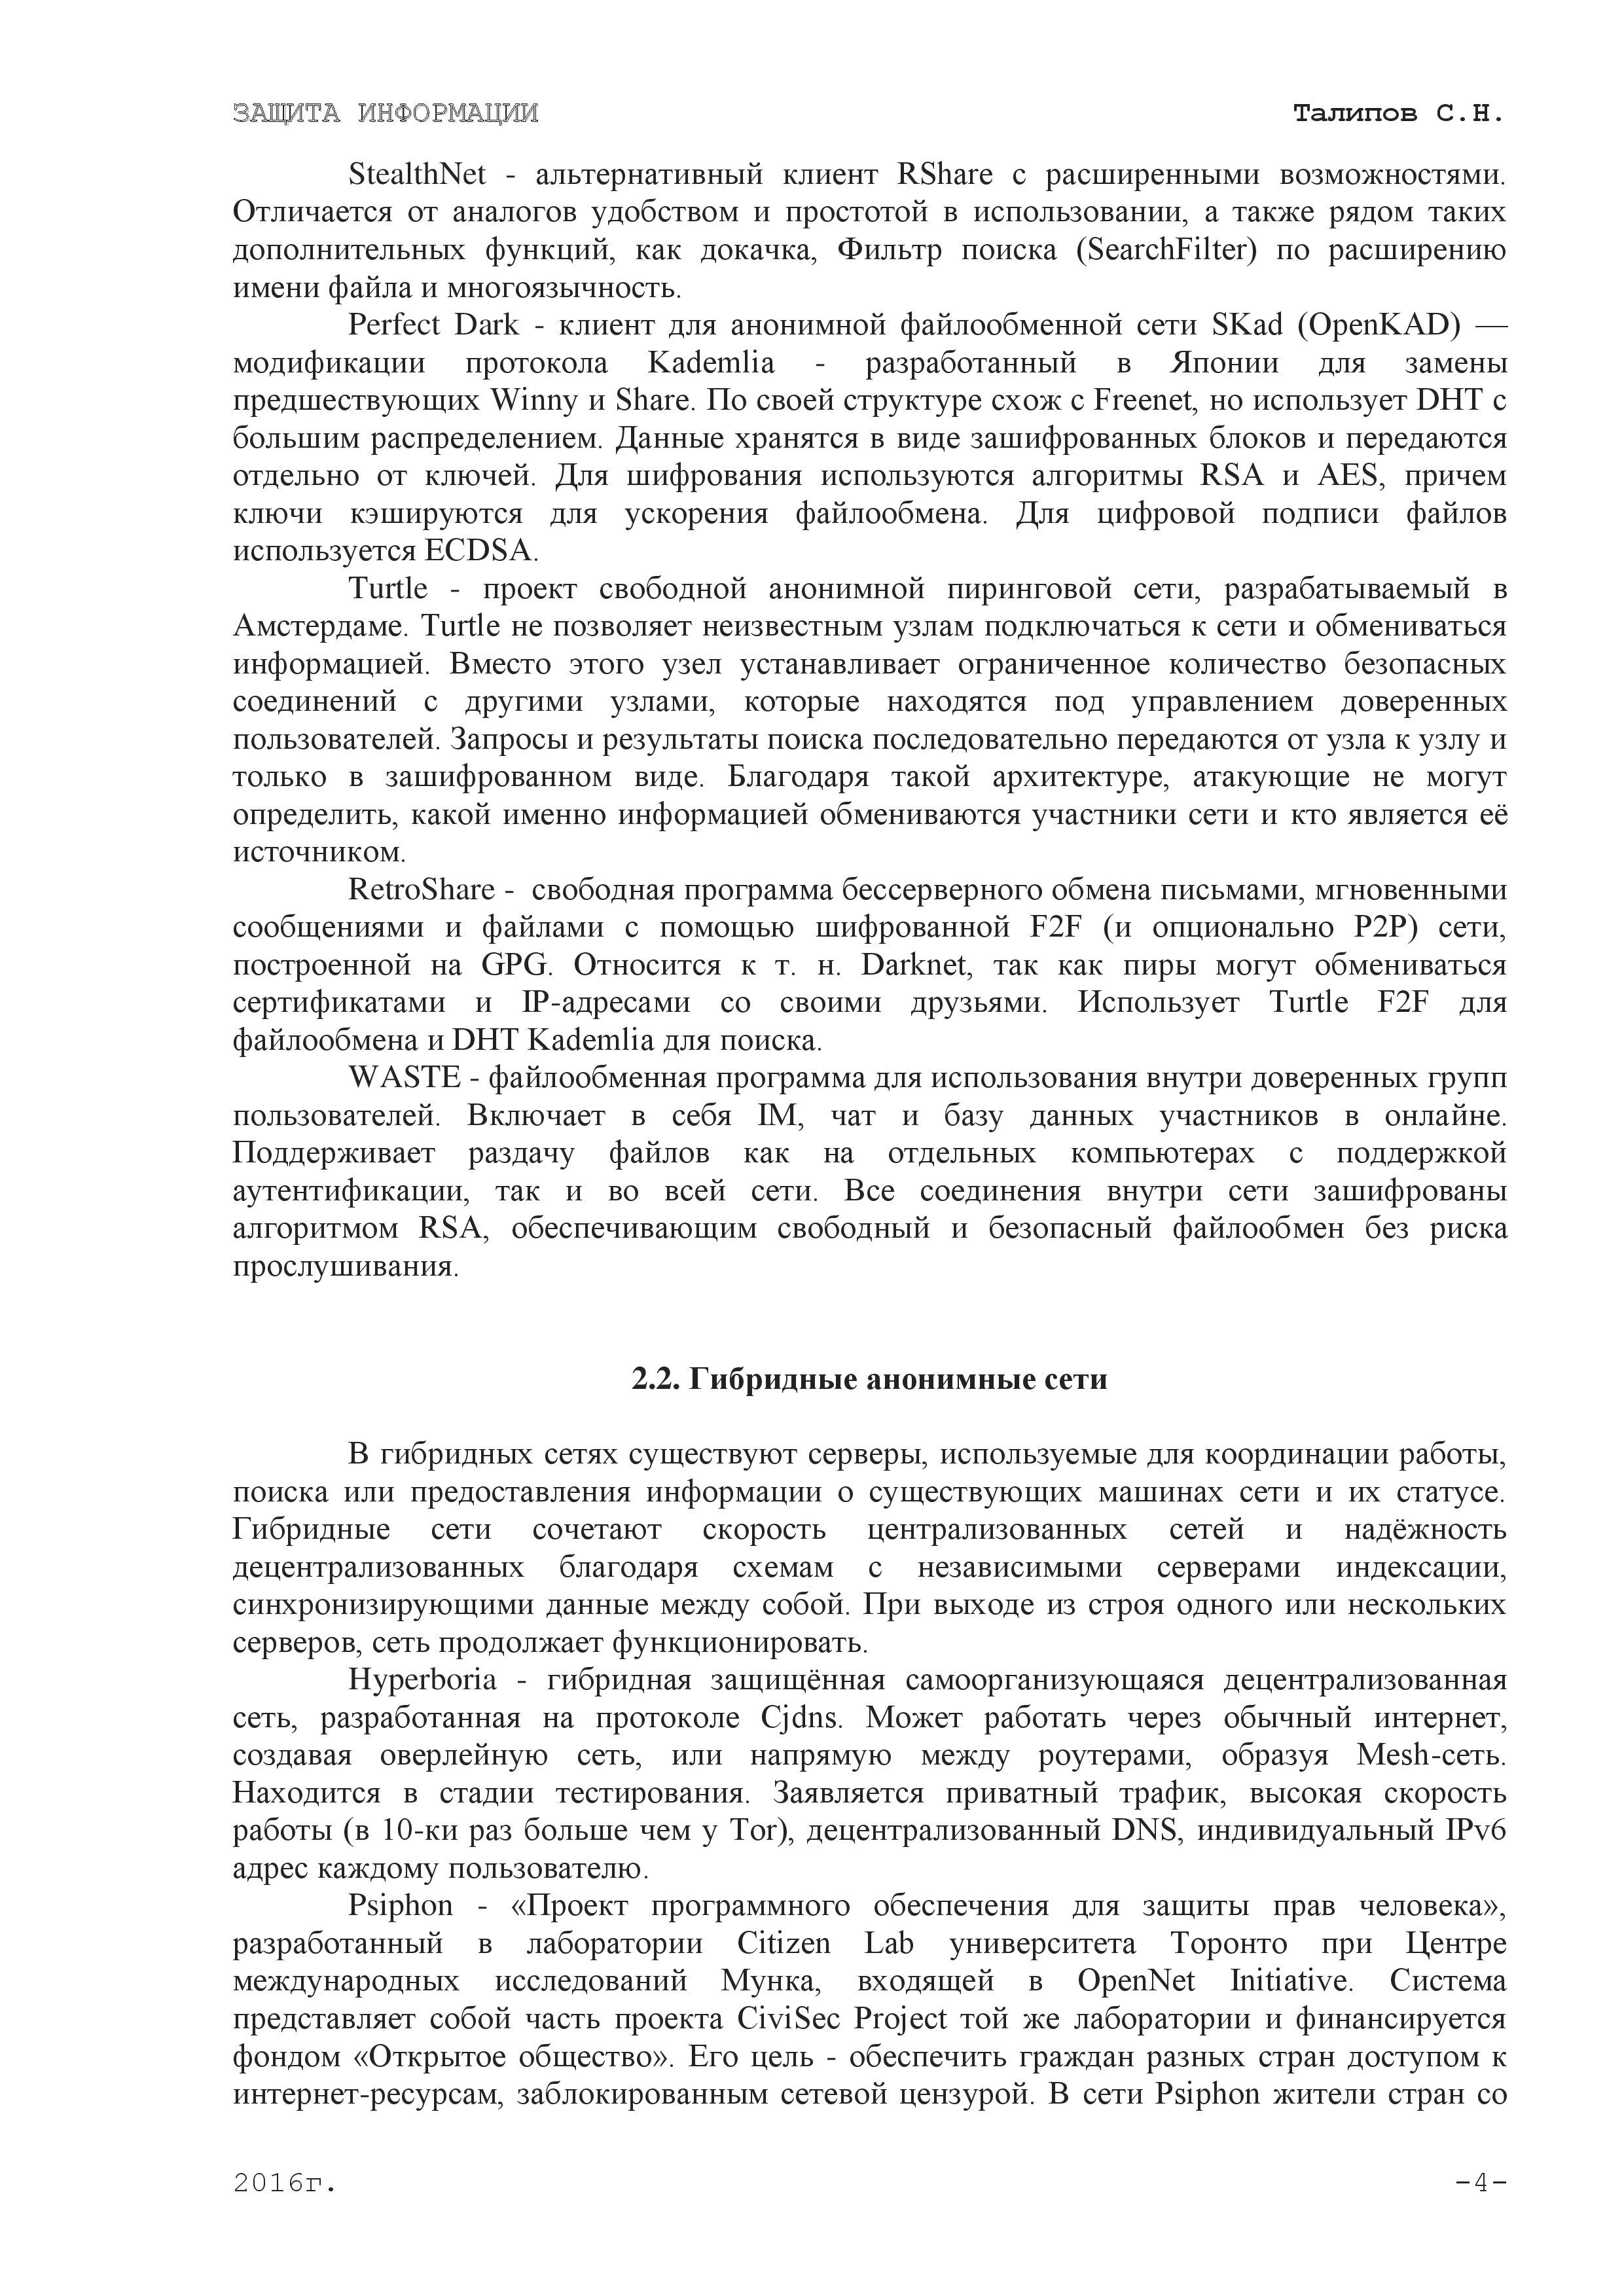 ЗАЩИТА ИНФОРМАЦИИ Талипов С.Н.
StealthNet - альтернативный клиент RShare с расширенными возможностями.
Отличается от аналогов удобством и простотой в использовании, а также рядом таких
дополнительных функций, как докачка, Фильтр поиска (SearchFilter) по расширению
имени файла и многоязычность.
Perfect Dark - клиент для анонимной файлообменной сети SKad (OpenKAD) —
модификации протокола Kademlia - разработанный в Японии для замены
предшествующих Winny и Share. По своей структуре схож с Freenet, но использует DHT с
большим распределением. Данные хранятся в виде зашифрованных блоков и передаются
отдельно от ключей. Для шифрования используются алгоритмы RSA и AES, причем
ключи кэшируются для ускорения файлообмена. Для цифровой подписи файлов
используется ECDSA.
Turtle - проект свободной анонимной пиринговой сети, разрабатываемый в
Амстердаме. Turtle не позволяет неизвестным узлам подключаться к сети и обмениваться
информацией. Вместо этого узел устанавливает ограниченное количество безопасных
соединений с другими узлами, которые находятся под управлением доверенных
пользователей. Запросы и результаты поиска последовательно передаются от узла к узлу и
только в зашифрованном виде. Благодаря такой архитектуре, атакующие не могут
определить, какой именно информацией обмениваются участники сети и кто является её
источником.
RetroShare - свободная программа бессерверного обмена письмами, мгновенными
сообщениями и файлами с помощью шифрованной F2F (и опционально P2P) сети,
построенной на GPG. Относится к т. н. Darknet, так как пиры могут обмениваться
сертификатами и IP-адресами со своими друзьями. Использует Turtle F2F для
файлообмена и DHT Kademlia для поиска.
WASTE - файлообменная программа для использования внутри доверенных групп
пользователей. Включает в себя IM, чат и базу данных участников в онлайне.
Поддерживает раздачу файлов как на отдельных компьютерах с поддержкой
аутентификации, так и во всей сети. Все соединения внутри сети зашифрованы
алгоритмом RSA, обеспечивающим свободный и безопасный файлообмен без риска
прослушивания.
2.2. Гибридные анонимные сети
В гибридных сетях существуют серверы, используемые для координации работы,
поиска или предоставления информации о существующих машинах сети и их статусе.
Гибридные сети сочетают скорость централизованных сетей и надёжность
децентрализованных благодаря схемам с независимыми серверами индексации,
синхронизирующими данные между собой. При выходе из строя одного или нескольких
серверов, сеть продолжает функционировать.
Hyperboria - гибридная защищённая самоорганизующаяся децентрализованная
сеть, разработанная на протоколе Cjdns. Может работать через обычный интернет,
создавая оверлейную сеть, или напрямую между роутерами, образуя Mesh-сеть.
Находится в стадии тестирования. Заявляется приватный трафик, высокая скорость
работы (в 10-ки раз больше чем у Tor), децентрализованный DNS, индивидуальный IPv6
адрес каждому пользователю.
Psiphon - «Проект программного обеспечения для защиты прав человека»,
разработанный в лаборатории Citizen Lab университета Торонто при Центре
международных исследований Мунка, входящей в OpenNet Initiative. Система
представляет собой часть проекта CiviSec Project той же лаборатории и финансируется
фондом «Открытое общество». Его цель - обеспечить граждан разных стран доступом к
интернет-ресурсам, заблокированным сетевой цензурой. В сети Psiphon жители стран со
2016г. -4-